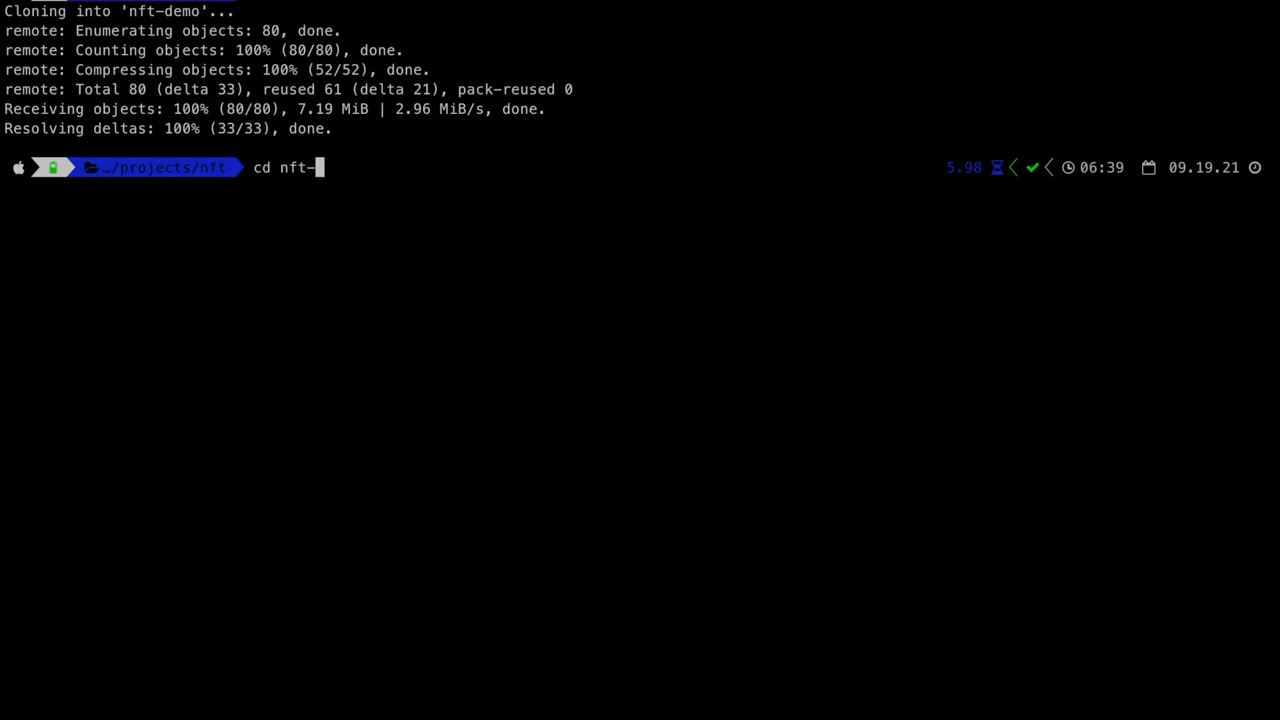 Cloning into 'nft-demo'...
remote: Enumerating objects: 80, done.
remote: Counting objects: 100% (80/80), done.
remote: Compressing objects: 100% (52/52), done.
remote: Total 80 (delta 33), reused 61 (delta 21), pack-reused 0
Receiving objects: 100% (80/80), 7.19 MiB | 2.96 MiB/s, done.
Resolving deltas: 100% (33/33), done.
…/projects/nft cd nft- 5.98 06:39 09.19.21